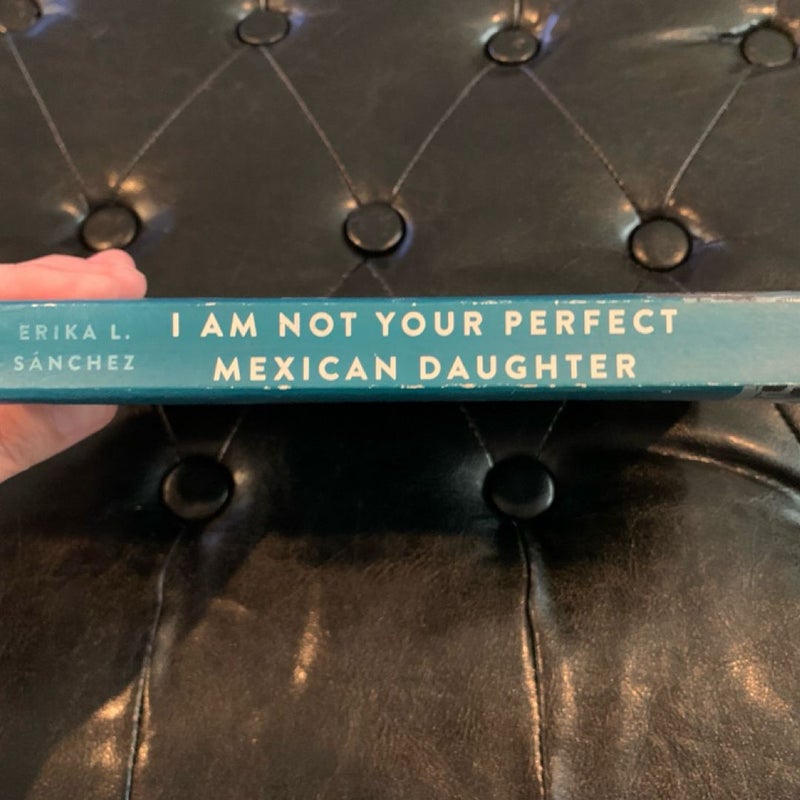 ERIKA L.
SÁNCHEZ
I AM NOT YOUR PERFECT
MEXICAN DAUGHTER